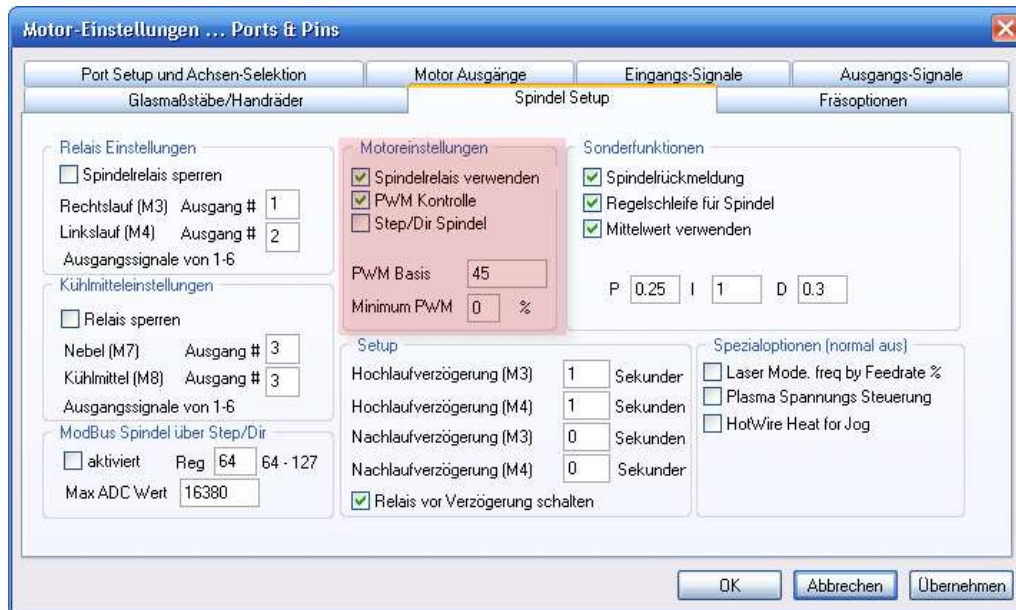 Motor-Einstellungen ... Ports & Pins
Port Setup und Achsen-Selektion
Motor Ausgänge
Eingangs-Signale
Ausgangs-Signale
Glasmaßstäbe/Handräder
Spindel Setup
Fräsoptionen
Relais Einstellungen
Spindelrelais sperren
Rechtslauf (M3) Ausgang # 1
Linkslauf (M4) Ausgang # 2
Ausgangssignale von 1-6
Kühlmitteleinstellungen
Relais sperren
Nebel (M7) Ausgang # 3
Kühlmittel (M8) Ausgang # 3
Ausgangssignale von 1-6
ModBus Spindel über Step/Dir
aktiviert Reg 64 64 - 127
Max ADC Wert 16380
Motoreinstellungen
Spindelrelais verwenden
PWM Kontrolle
Step/Dir Spindel
PWM Basis 45
Minimum PWM 0 %
Sonderfunktionen
Spindelrückmeldung
Regelschleife für Spindel
Mittelwert verwenden
P 0.25 I 1 D 0.3
Setup
Hochlaufverzögerung (M3) 1 Sekunder
Hochlaufverzögerung (M4) 1 Sekunden
Nachlaufverzögerung (M3) 0 Sekunden
Nachlaufverzögerung (M4) 0 Sekunder
Relais vor Verzögerung schalten
Spezialoptionen (normal aus)
Laser Mode. freq by Feedrate %
Plasma Spannungs Steuerung
HotWire Heat for Jog
OK
Abbrechen
Übernehmen